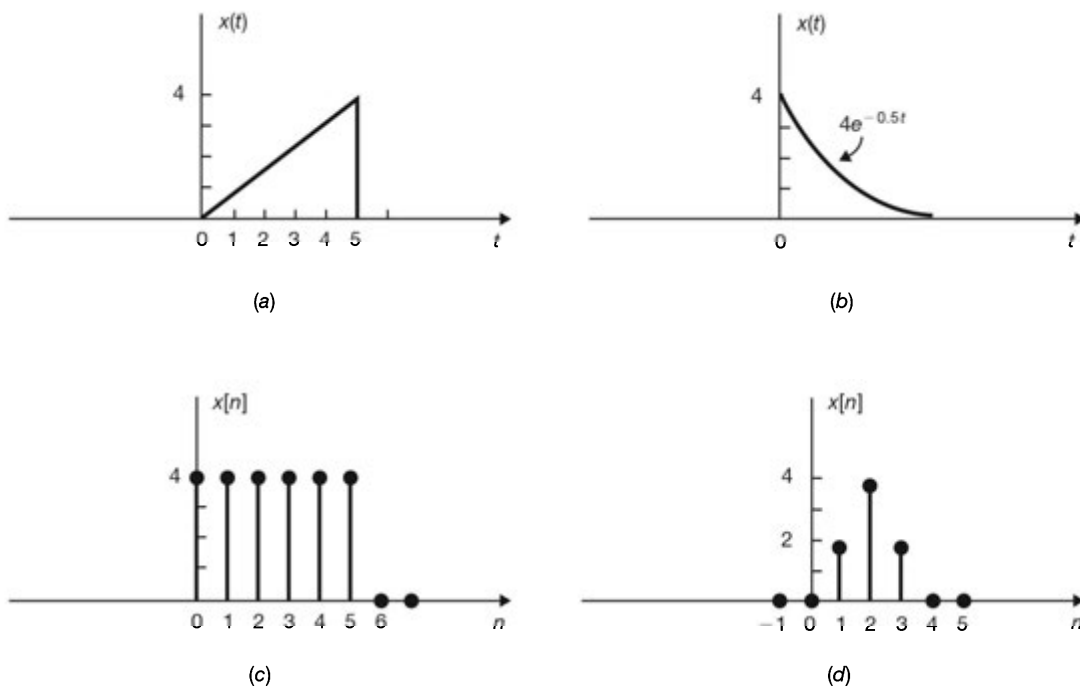 x(t)
4
0 1 2 3 4 5 t
(a)
x(t)
4
4e^{-0.5t}
0 t
(b)
x[n]
4
0 1 2 3 4 5 6 n
(c)
x[n]
4
2
−1 0 1 2 3 4 5 n
(d)